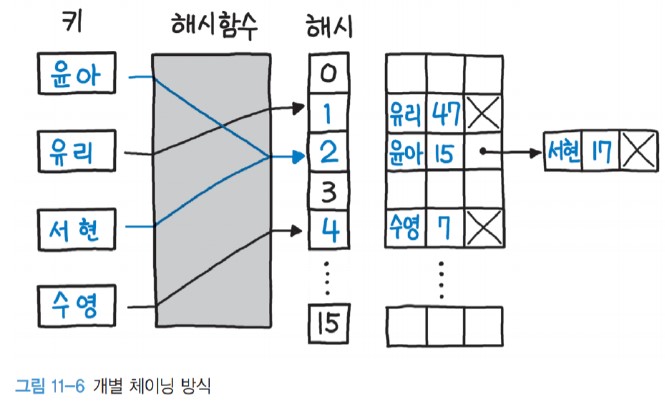 키 해시함수 해시
윤아
유리
서현
수영
0
1
2
3
4
15
유리 47
윤아 15
서현 17
수영 7
그림 11-6 개별 체이닝 방식